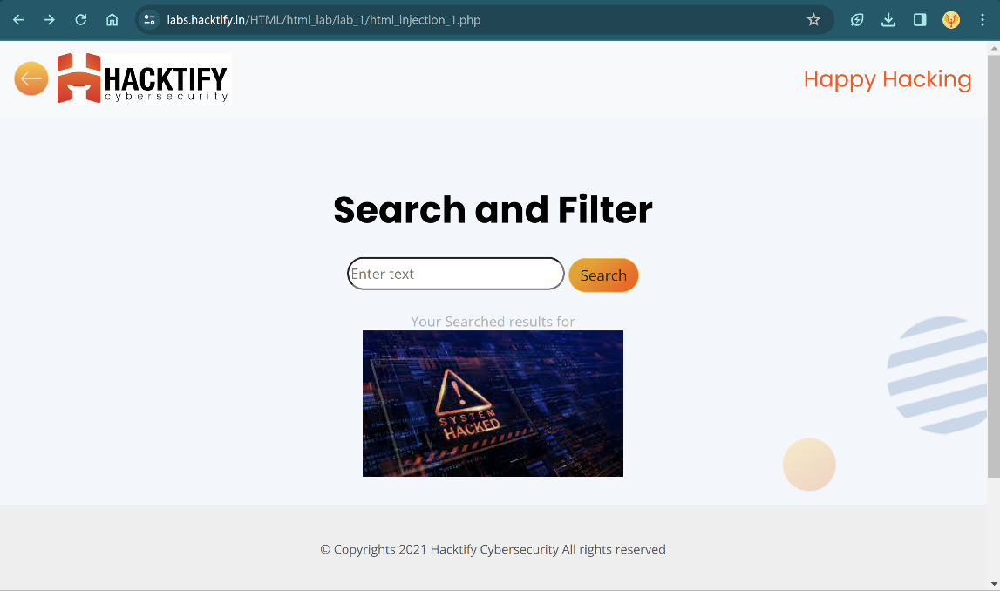 labs.hacktify.in/HTML/html_lab/lab_1/html_injection_1.php
HACKTIFY
cybersecurity
Happy Hacking
Search and Filter
Enter text
Search
Your Searched results for
SYSTEM
HACKED
© Copyrights 2021 Hacktify Cybersecurity All rights reserved